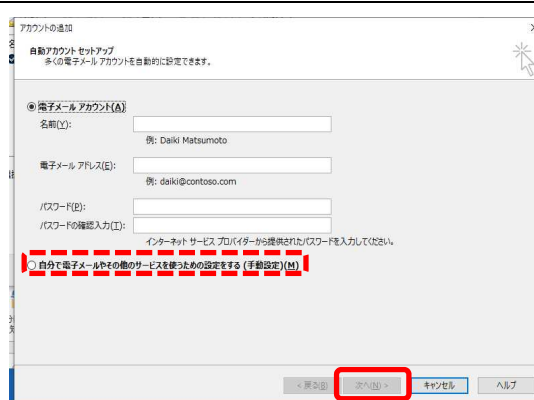 アカウントの追加
自動アカウント セットアップ
多くの電子メール アカウントを自動的に設定できます。
電子メール アカウント(A)
名前(Y):
例: Daiki Matsumoto
電子メール アドレス(E):
例: daiki@contoso.com
パスワード(P):
パスワードの確認入力(T):
インターネット サービス プロバイダーから提供されたパスワードを入力してください。
自分で電子メールやその他のサービスを使うための設定をする (手動設定)(M)
< 戻る(B) 次へ(N) > キャンセル ヘルプ